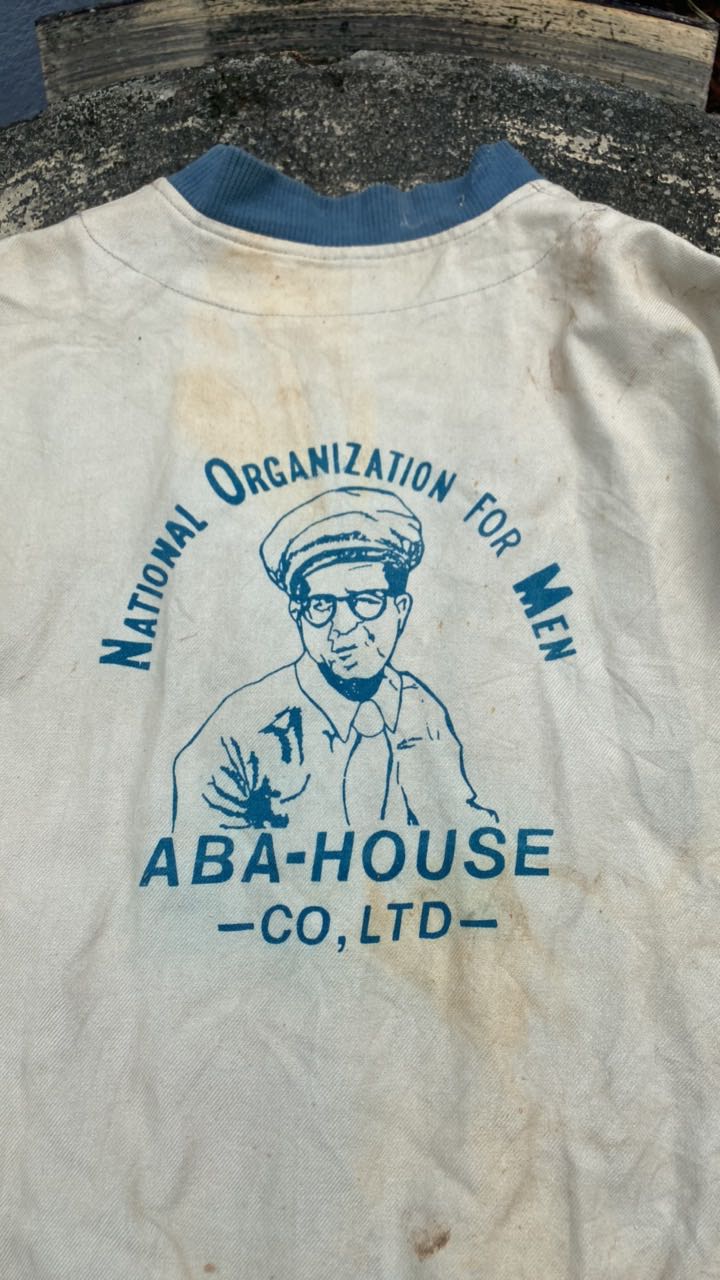 NATIONAL ORGANIZATION FOR MEN
ABA-HOUSE
-CO, LTD-